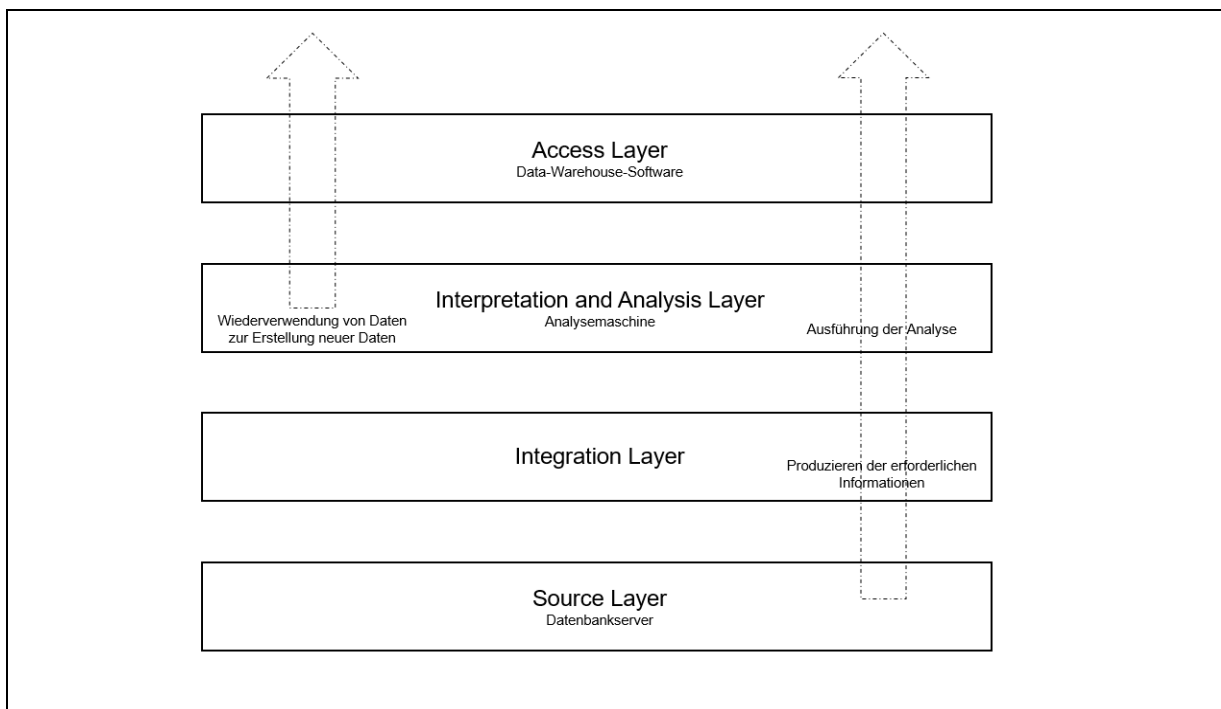 Access Layer
Data-Warehouse-Software
Interpretation and Analysis Layer
Analysemaschine
Wiederverwendung von Daten
zur Erstellung neuer Daten
Ausführung der Analyse
Integration Layer
Produzieren der erforderlichen
Informationen
Source Layer
Datenbankserver